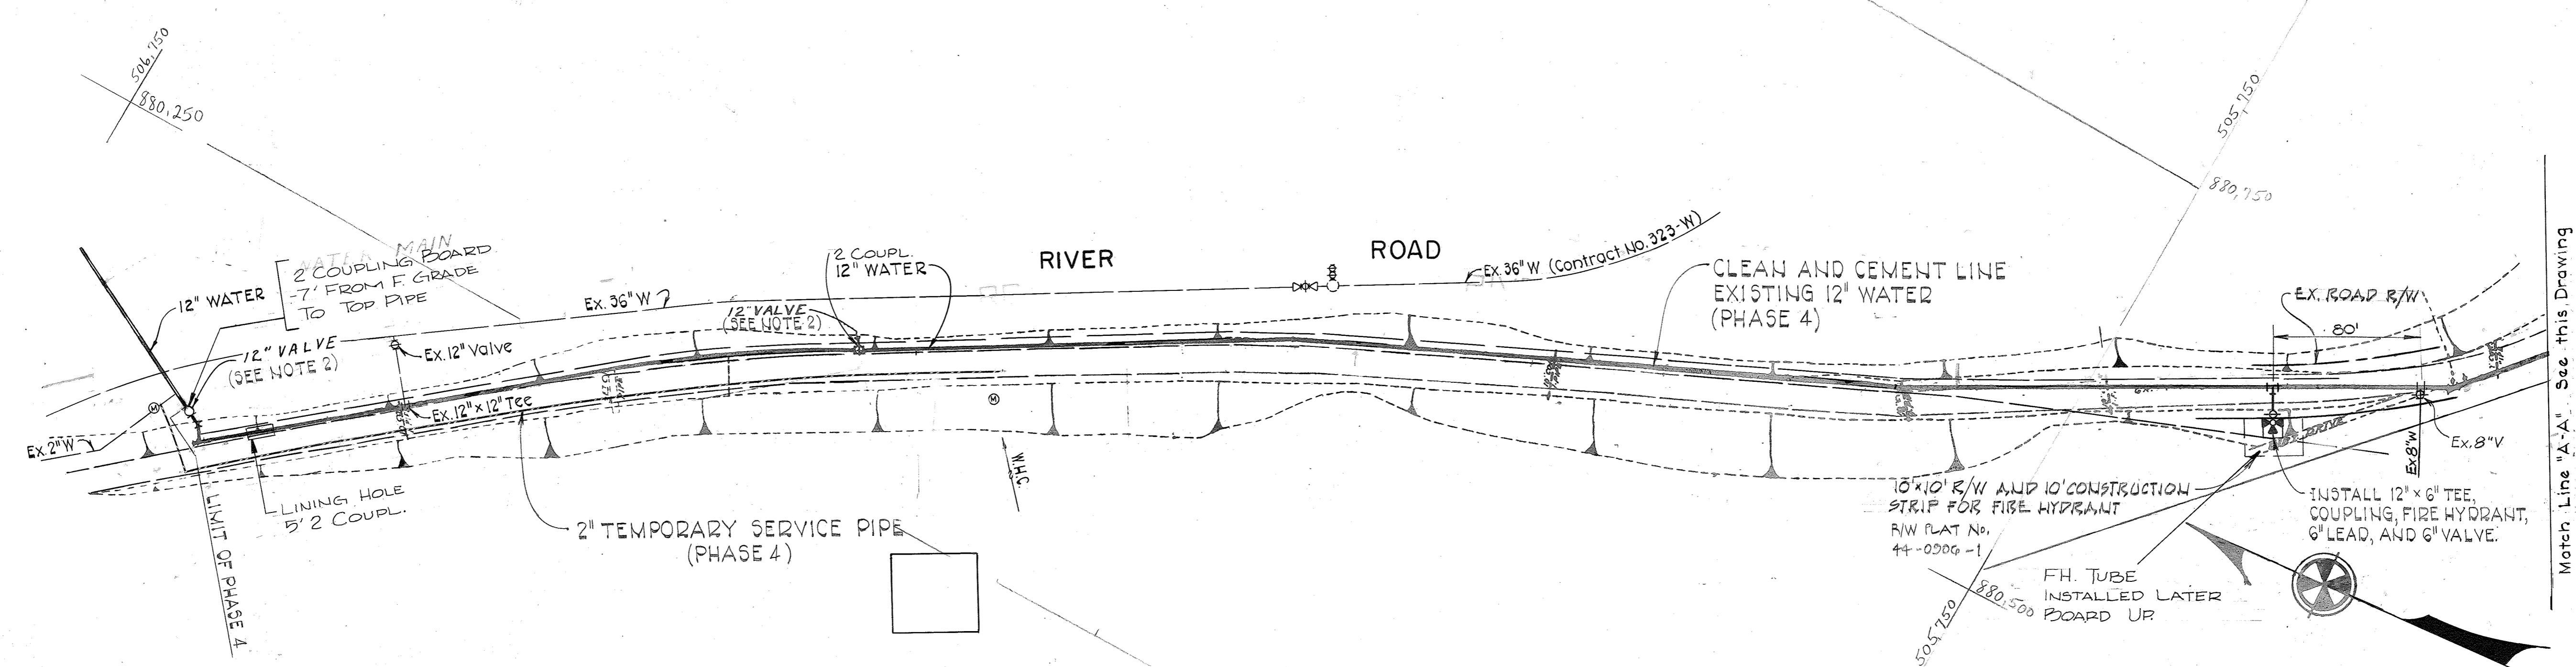 506,750
880,250
WATER MAIN
2 COUPLING BOARD
-7' FROM F. GRADE
TO TOP PIPE
12" WATER
12" VALVE
(SEE NOTE 2)
Ex. 2" W
Ex. 12" Valve
Ex. 12" x 12" Tee
Ex. 36" W
12" VALVE
(SEE NOTE 2)
2 COUPL.
12" WATER
RIVER ROAD
Ex. 36" W (Contract No. 323-W)
CLEAN AND CEMENT LINE
EXISTING 12" WATER
(PHASE 4)
505,750
880,750
EX. ROAD R/W
80'
M
M
LIMIT OF PHASE 4
LINING HOLE
5' 2 COUPL.
2" TEMPORARY SERVICE PIPE
(PHASE 4)
W.H.C.
10'x10' R/W AND 10' CONSTRUCTION
STRIP FOR FIRE HYDRANT
R/W PLAT No.
44-0906-1
DRIVE
Ex 8" W
Ex. 8" V
INSTALL 12" x 6" TEE,
COUPLING, FIRE HYDRANT,
6" LEAD, AND 6" VALVE.
FH. TUBE
INSTALLED LATER
BOARD UP.
880,500
505,750
Match Line "A-A" See this Drawing